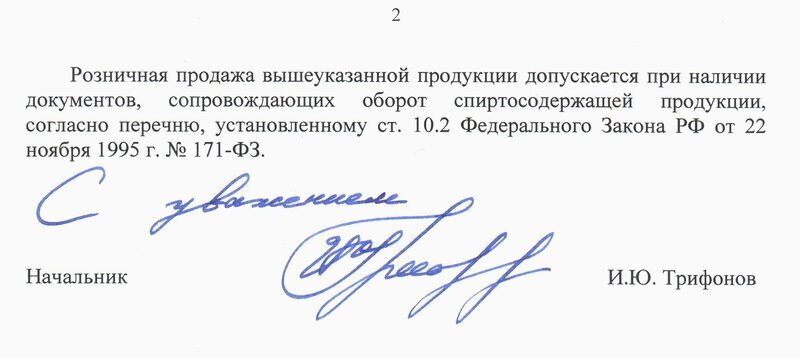 2
Розничная продажа вышеуказанной продукции допускается при наличии
документов, сопровождающих оборот спиртосодержащей продукции,
согласно перечню, установленному ст. 10.2 Федерального Закона РФ от 22
ноября 1995 г. № 171-ФЗ.
С уважением
Начальник И.Ю. Трифонов